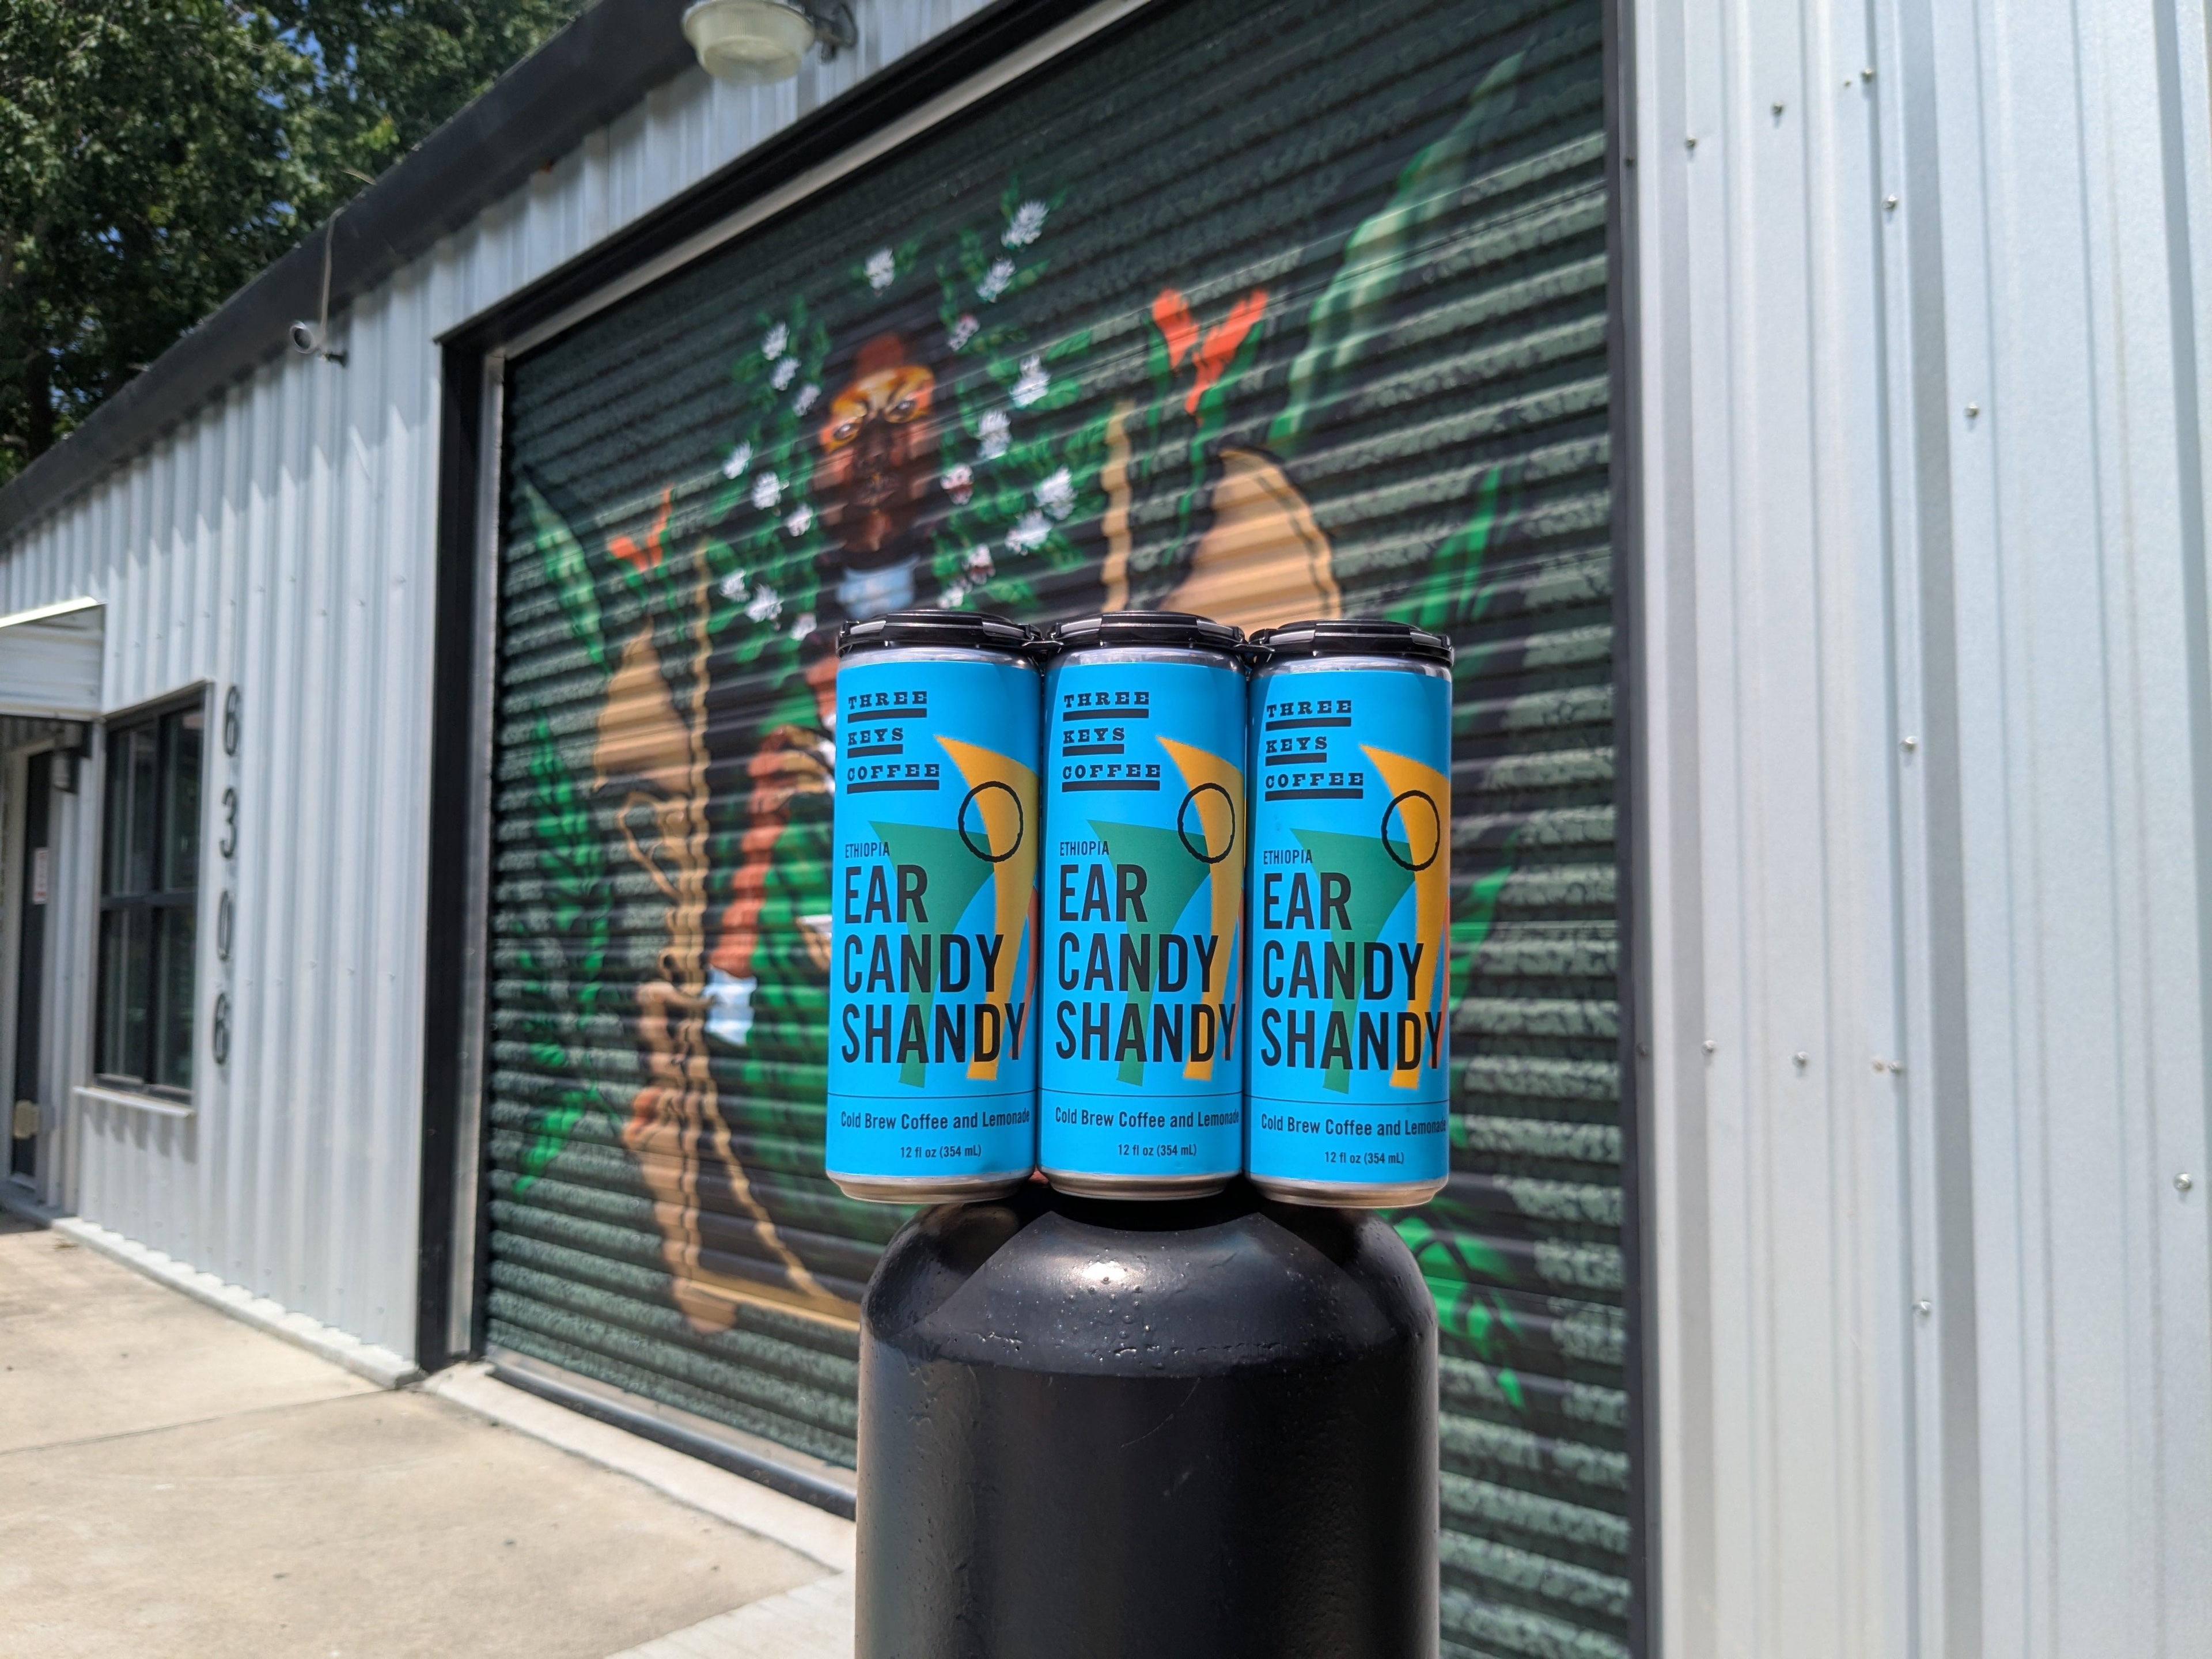 6306
THREE
KEYS
COFFEE
ETHIOPIA
EAR
CANDY
SHANDY
Cold Brew Coffee and Lemonade
12 fl oz (354 mL)
THREE
KEYS
COFFEE
ETHIOPIA
EAR
CANDY
SHANDY
Cold Brew Coffee and Lemonade
12 fl oz (354 mL)
THREE
KEYS
COFFEE
ETHIOPIA
EAR
CANDY
SHANDY
Cold Brew Coffee and Lemonade
12 fl oz (354 mL)